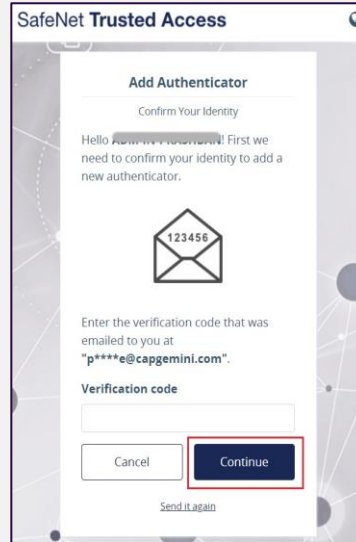 SafeNet Trusted Access
Add Authenticator
Confirm Your Identity
Hello ! First we
need to confirm your identity to add a
new authenticator.
123456
Enter the verification code that was
emailed to you at
"p****e@capgemini.com".
Verification code
Cancel
Continue
Send it again